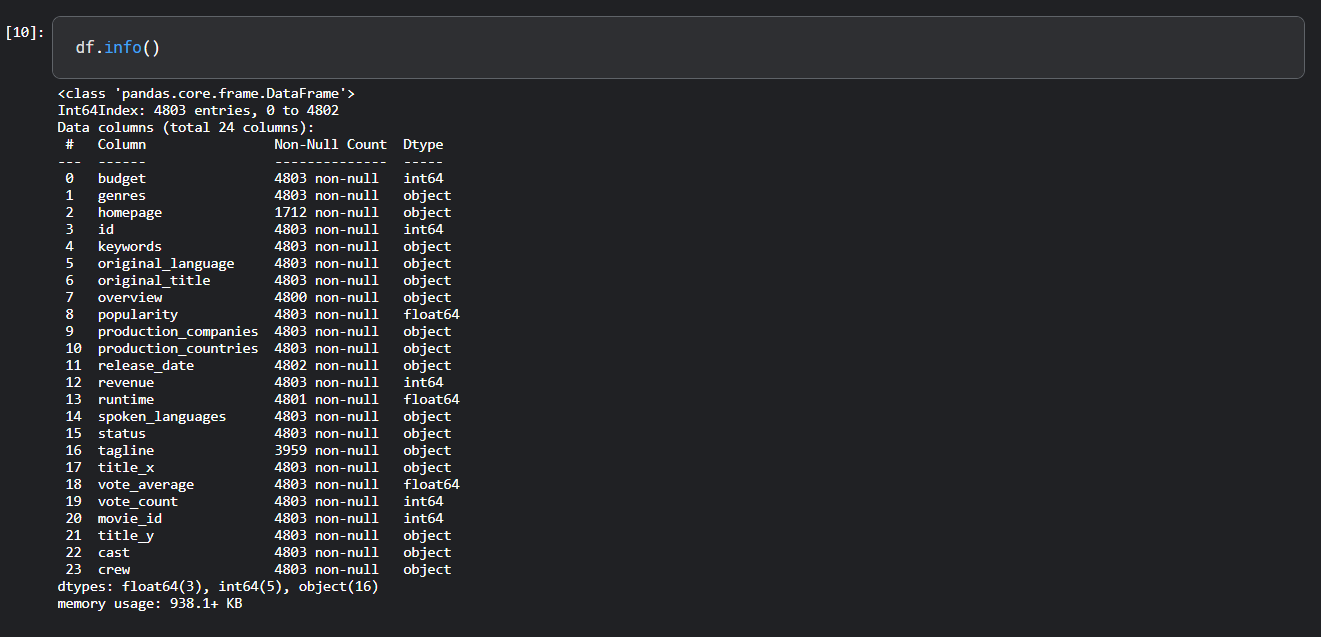 [10]:
df.info()
<class 'pandas.core.frame.DataFrame'>
Int64Index: 4803 entries, 0 to 4802
Data columns (total 24 columns):
 #   Column                Non-Null Count  Dtype
---  ------                --------------  -----
 0   budget                4803 non-null   int64
 1   genres                4803 non-null   object
 2   homepage              1712 non-null   object
 3   id                    4803 non-null   int64
 4   keywords              4803 non-null   object
 5   original_language     4803 non-null   object
 6   original_title        4803 non-null   object
 7   overview              4800 non-null   object
 8   popularity            4803 non-null   float64
 9   production_companies  4803 non-null   object
 10  production_countries  4803 non-null   object
 11  release_date          4802 non-null   object
 12  revenue               4803 non-null   int64
 13  runtime               4801 non-null   float64
 14  spoken_languages      4803 non-null   object
 15  status                4803 non-null   object
 16  tagline               3959 non-null   object
 17  title_x               4803 non-null   object
 18  vote_average          4803 non-null   float64
 19  vote_count            4803 non-null   int64
 20  movie_id              4803 non-null   int64
 21  title_y               4803 non-null   object
 22  cast                  4803 non-null   object
 23  crew                  4803 non-null   object
dtypes: float64(3), int64(5), object(16)
memory usage: 938.1+ KB